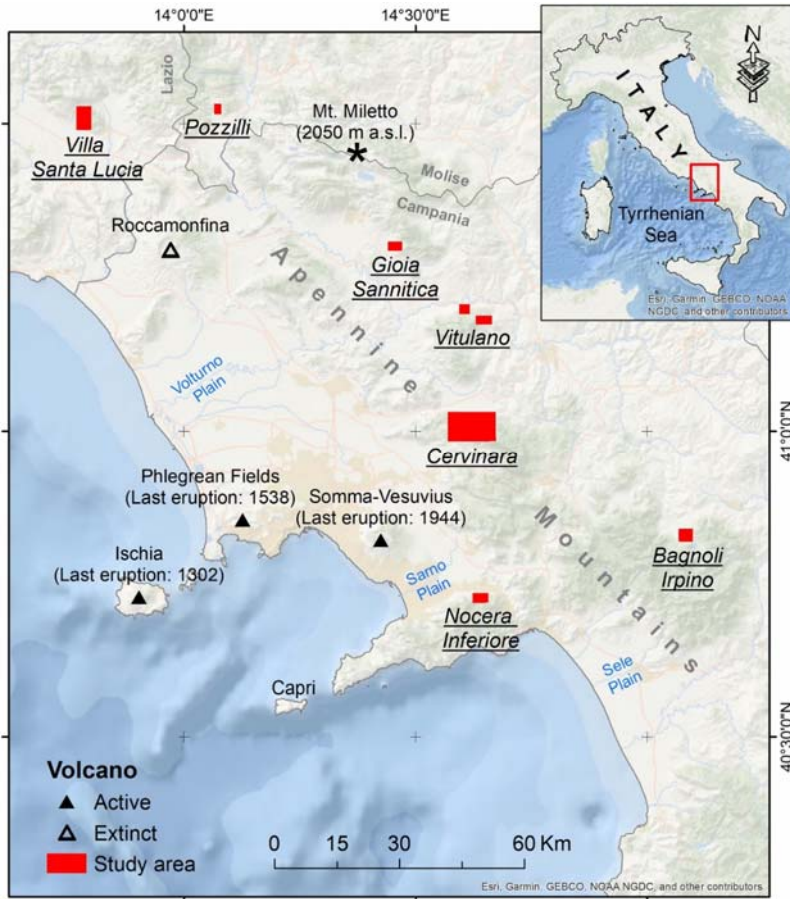 14°0'0"E
14°30'0"E
N
ITALY
Tyrrhenian
Sea
Esri, Garmin, GEBCO, NOAA
NGDC, and other contributors
Lazio
Villa
Santa Lucia
Pozzilli
Mt. Miletto
(2050 m a.s.l.)
Molise
Campania
Roccamonfina
Gioia
Sannitica
Apennine
Vitulano
Volturno
Plain
41°0'0"N
Cervinara
Phlegrean Fields
(Last eruption: 1538)
Somma-Vesuvius
(Last eruption: 1944)
Mountains
Ischia
(Last eruption: 1302)
Bagnoli
Irpino
Sarno
Plain
Nocera
Inferiore
Sele
Plain
Capri
40°30'0"N
Volcano
Active
Extinct
Study area
0 15 30 60 Km
Esri, Garmin, GEBCO, NOAA NGDC, and other contributors